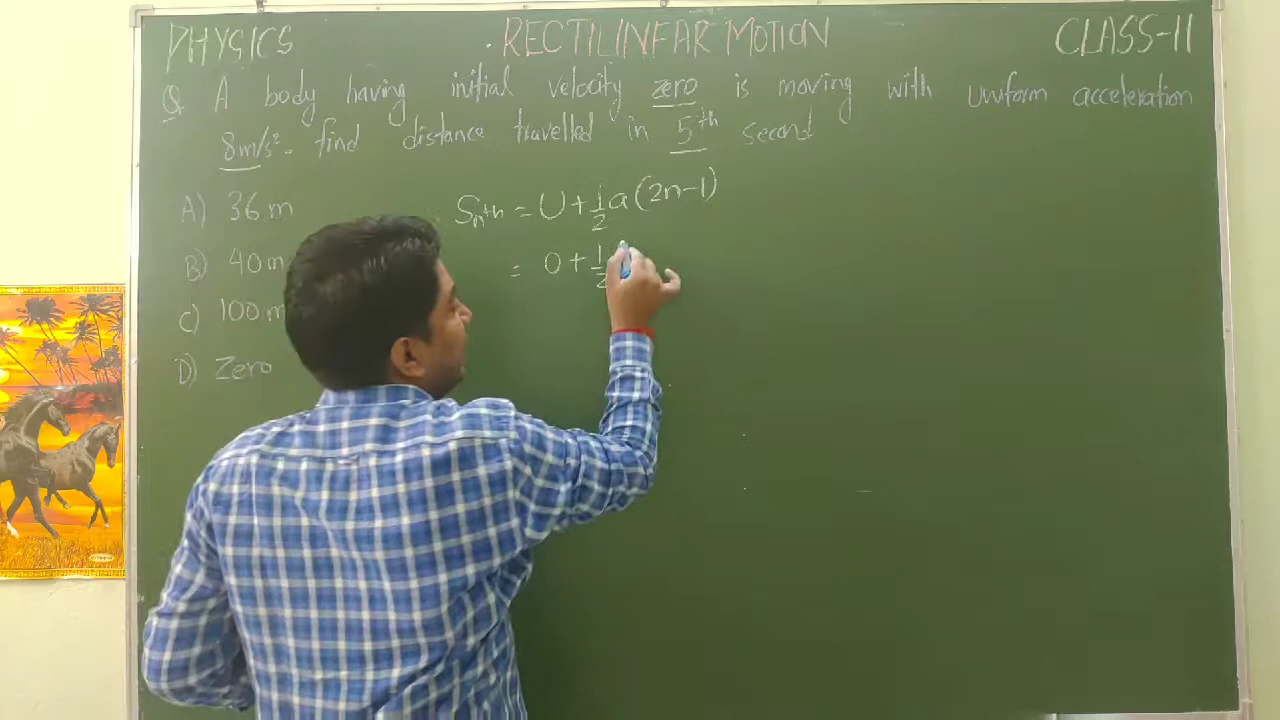 PHYSICS RECTILINEAR MOTION CLASS-11
Q. A body having initial velocity zero is moving with uniform acceleration
8m/s². find distance travelled in 5th second
A) 36 m
B) 40m
C) 100 m
D) Zero
Snth = U + 1/2 a (2n-1)
= 0 + 1/2